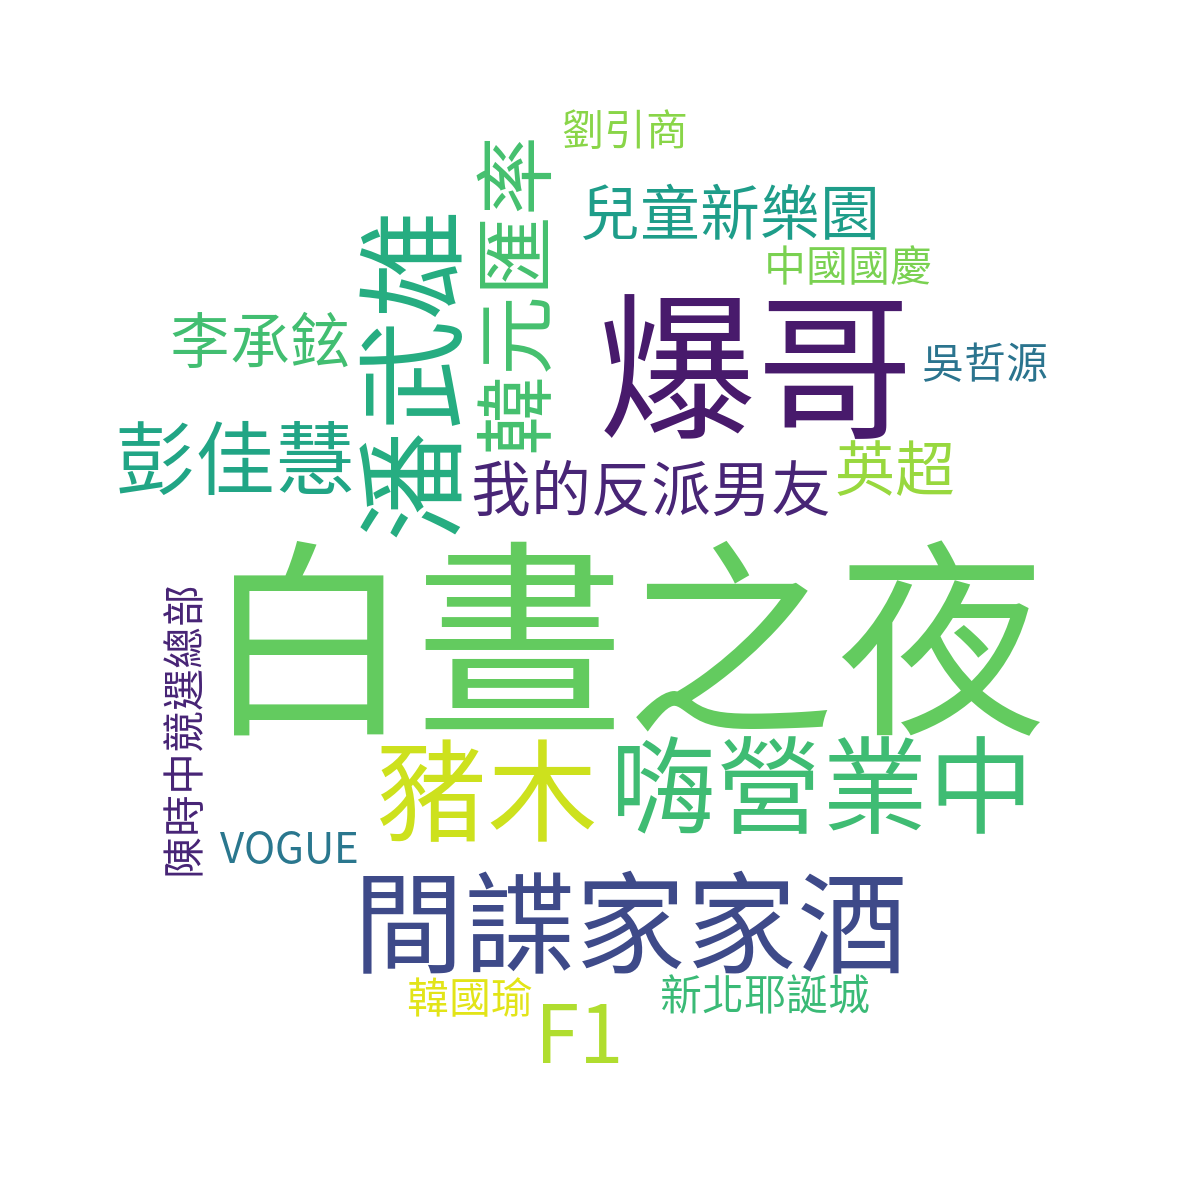 劉引商
兒童新樂園
中國國慶
韓元匯率
潘武雄
爆哥
李承鉉
吳哲源
彭佳慧
我的反派男友
英超
白晝之夜
陳時中競選總部
豬木
嗨營業中
VOGUE
間諜家家酒
韓國瑜
F1
新北耶誕城